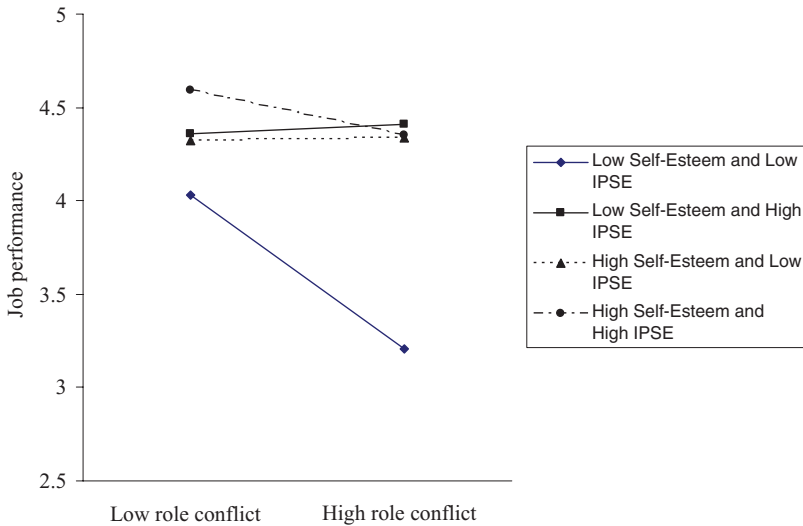 5
4.5
4
3.5
3
2.5
Job performance
Low role conflict
High role conflict
Low Self-Esteem and Low
IPSE
Low Self-Esteem and High
IPSE
High Self-Esteem and Low
IPSE
High Self-Esteem and
High IPSE